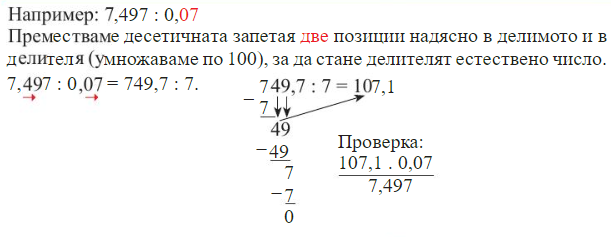 Например: 7,497 : 0,07
Преместваме десетичната запетая две позиции надясно в делимото и в
делителя (умножаваме по 100), за да стане делителят естествено число.
7,497 : 0,07 = 749,7 : 7.
749,7 : 7 = 107,1
– 7
49
– 49
7
– 7
0
Проверка:
107,1 . 0,07
7,497